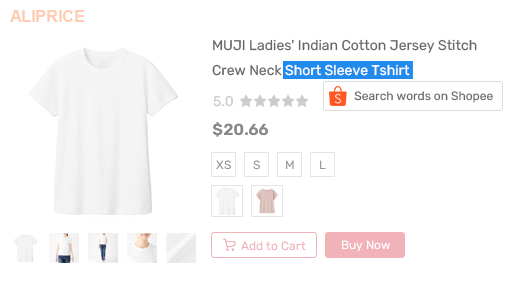 ALIPRICE
MUJI Ladies' Indian Cotton Jersey Stitch
Crew Neck Short Sleeve Tshirt
5.0
Search words on Shopee
$20.66
XS S M L
Add to Cart
Buy Now